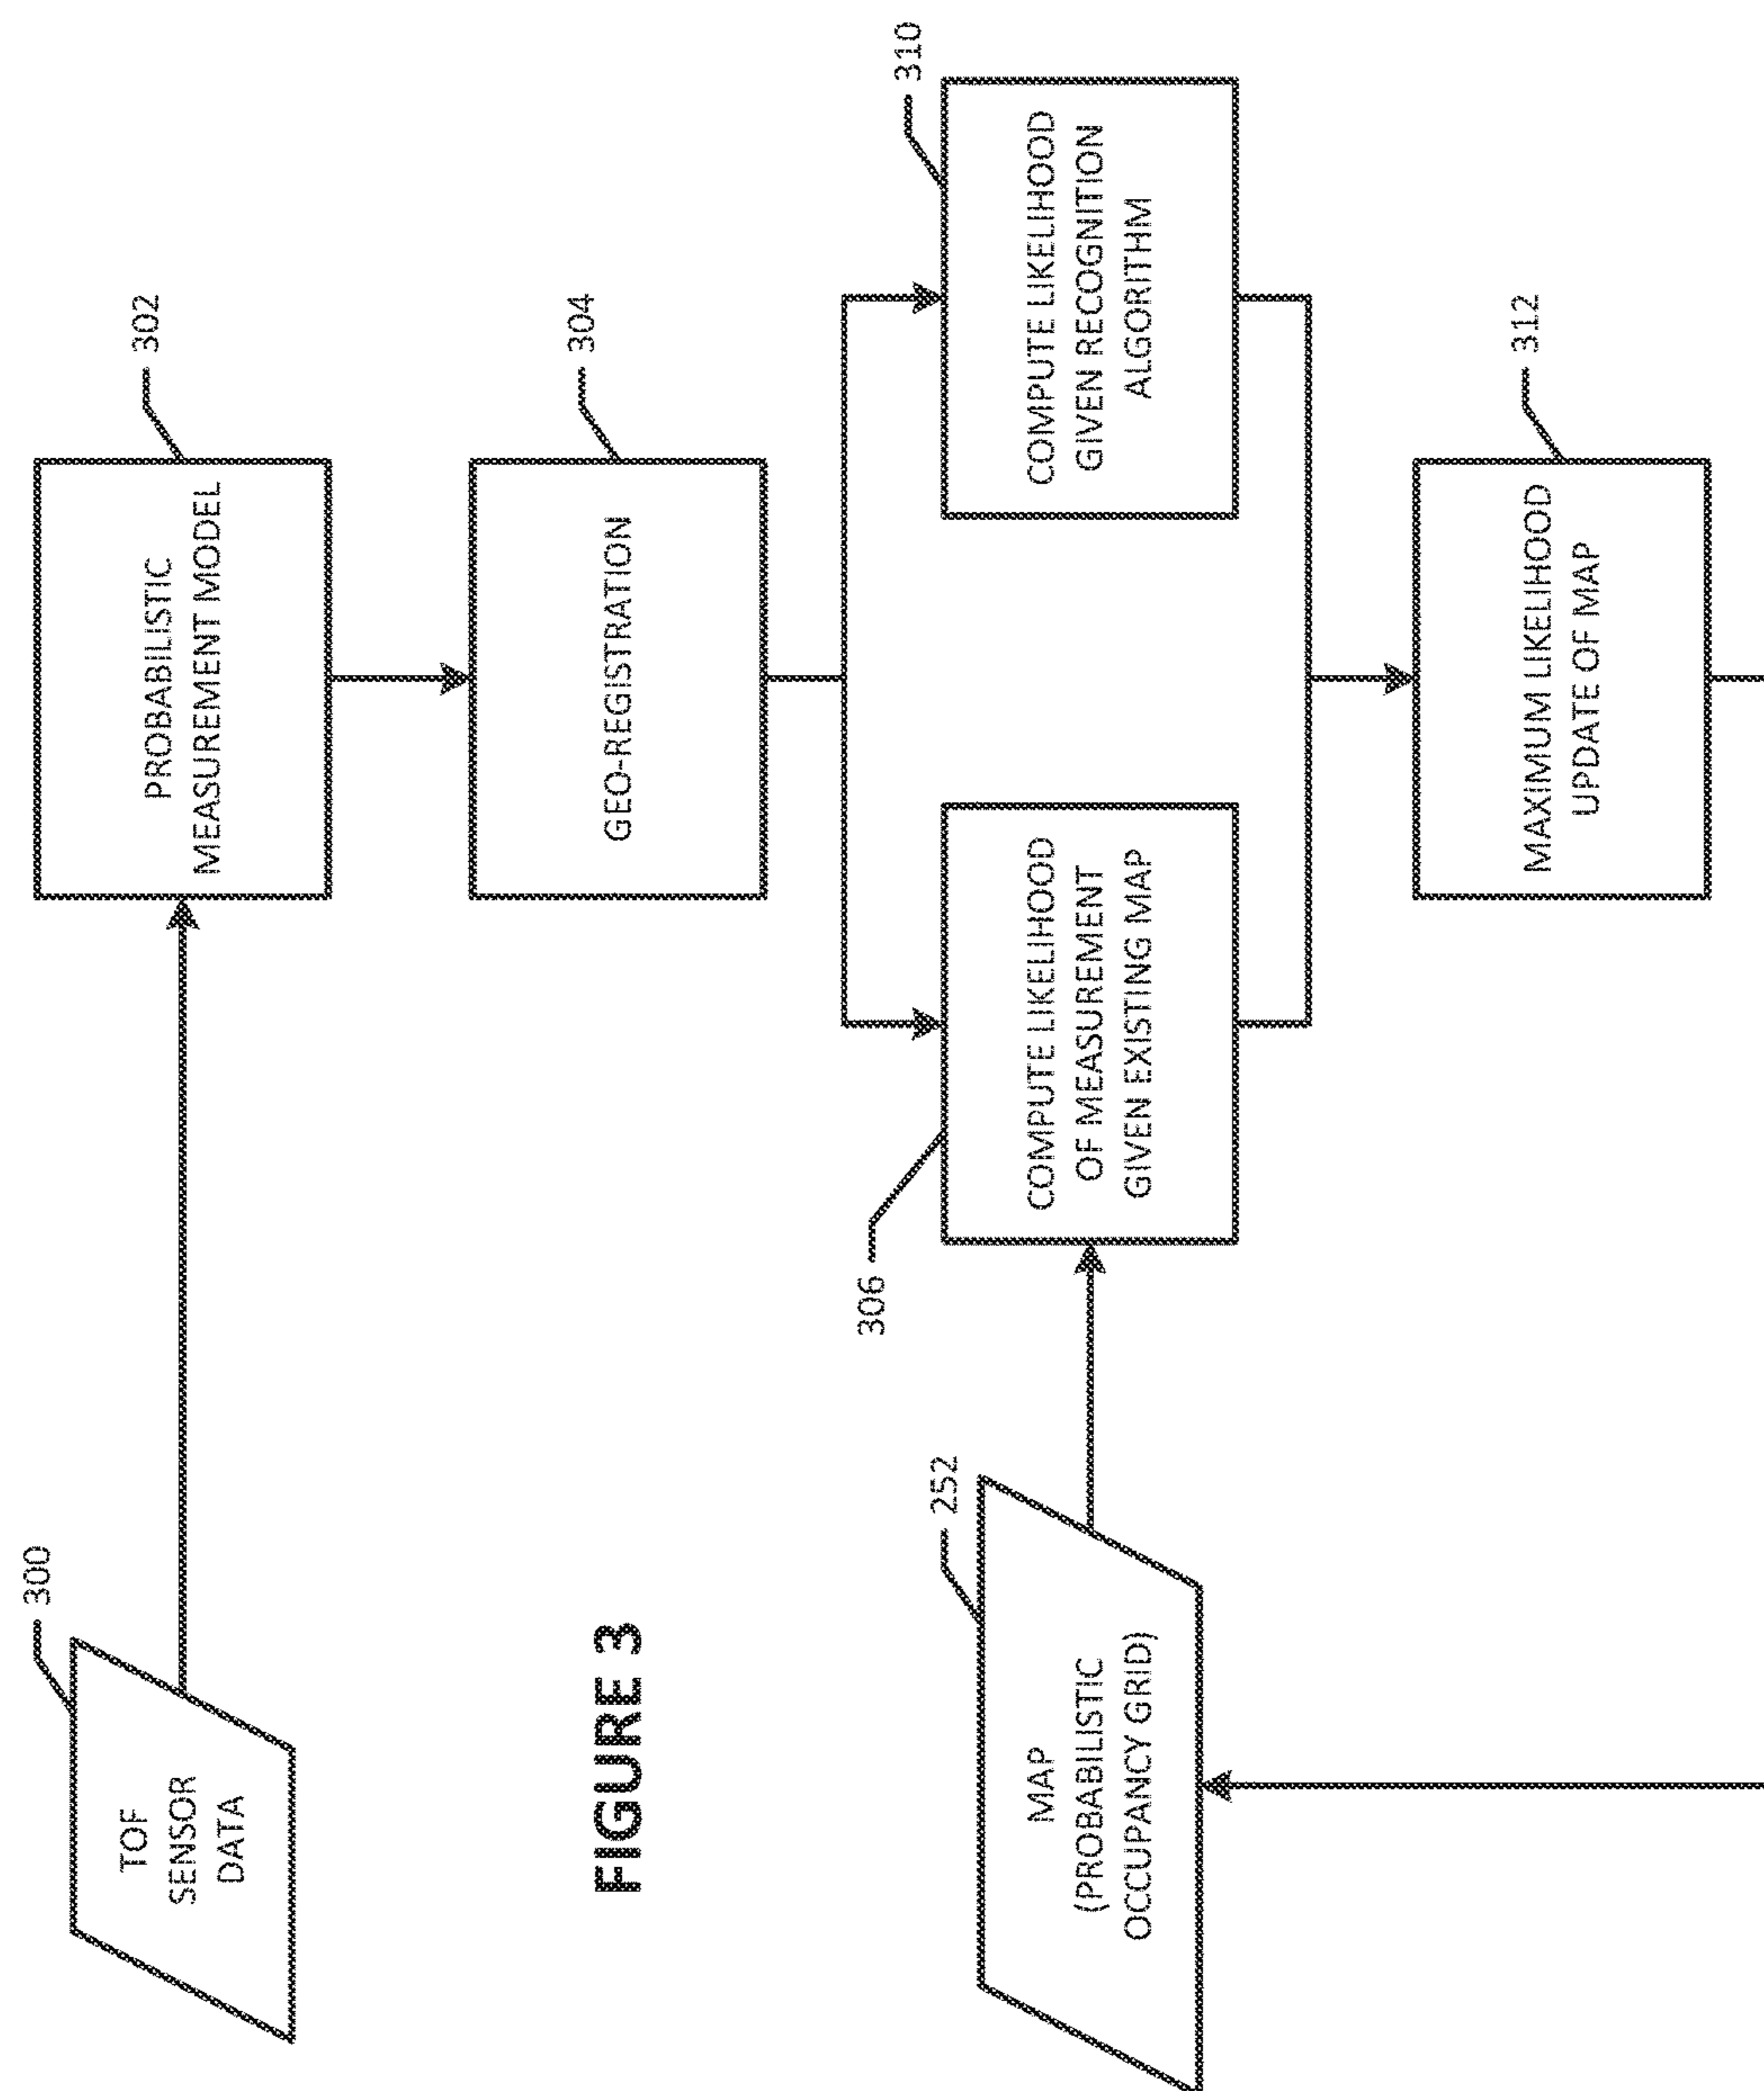 300
TOF
SENSOR
DATA
302
PROBABILISTIC
MEASUREMENT MODEL
304
GEO-REGISTRATION
FIGURE 3
252
MAP
(PROBABILISTIC
OCCUPANCY GRID)
306
COMPUTE LIKELIHOOD
OF MEASUREMENT
GIVEN EXISTING MAP
310
COMPUTE LIKELIHOOD
GIVEN RECOGNITION
ALGORITHM
312
MAXIMUM LIKELIHOOD
UPDATE OF MAP